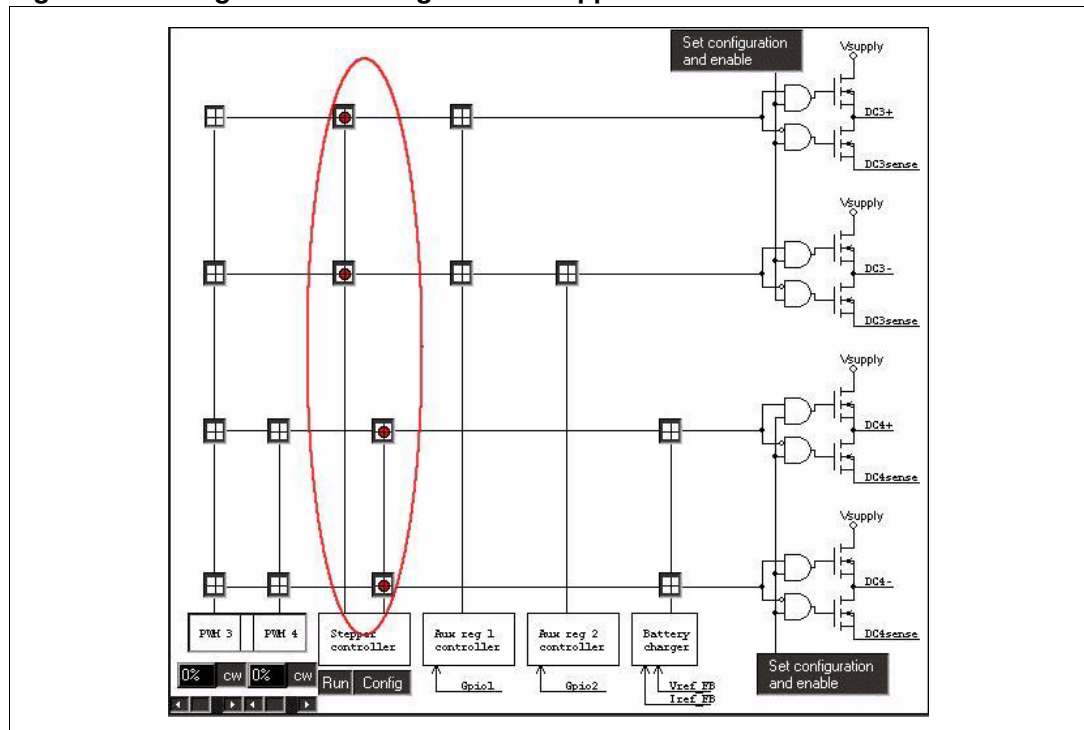 Set configuration
and enable
Vsupply
DC3+
DC3sense
Vsupply
DC3-
DC3sense
Vsupply
DC4+
DC4sense
Vsupply
DC4-
DC4sense
PWM 3
PWM 4
Stepper
controller
Aux reg 1
controller
Aux reg 2
controller
Battery
charger
0%
cw
0%
cw
Run
Config
Gpio1
Gpio2
Vref_FB
Iref_FB
Set configuration
and enable